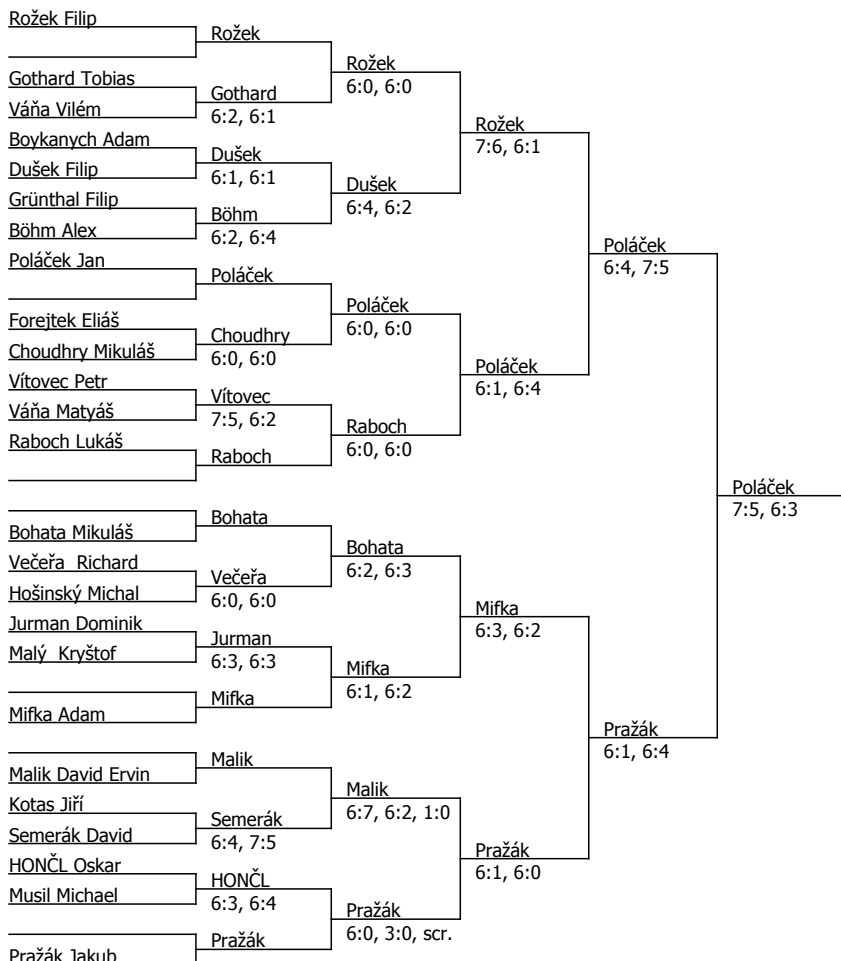 Rožek Filip
Gothard Tobias
Váňa Vilém
Boykanych Adam
Dušek Filip
Grünthal Filip
Böhm Alex
Poláček Jan
Forejtek Eliáš
Choudhry Mikuláš
Vítovec Petr
Váňa Matyáš
Raboch Lukáš
Bohata Mikuláš
Večeřa  Richard
Hošinský Michal
Jurman Dominik
Malý  Kryštof
Mifka Adam
Malik David Ervin
Kotas Jiří
Semerák David
HONČL Oskar
Musil Michael
Pražák Jakub
Rožek
Gothard
6:2, 6:1
Dušek
6:1, 6:1
Böhm
6:2, 6:4
Poláček
Choudhry
6:0, 6:0
Vítovec
7:5, 6:2
Raboch
Bohata
Večeřa
6:0, 6:0
Jurman
6:3, 6:3
Mifka
Malik
Semerák
6:4, 7:5
HONČL
6:3, 6:4
Pražák
Rožek
6:0, 6:0
Dušek
6:4, 6:2
Poláček
6:0, 6:0
Raboch
6:0, 6:0
Bohata
6:2, 6:3
Mifka
6:1, 6:2
Malik
6:7, 6:2, 1:0
Pražák
6:0, 3:0, scr.
Rožek
7:6, 6:1
Poláček
6:1, 6:4
Mifka
6:3, 6:2
Pražák
6:1, 6:0
Poláček
6:4, 7:5
Pražák
6:1, 6:4
Poláček
7:5, 6:3